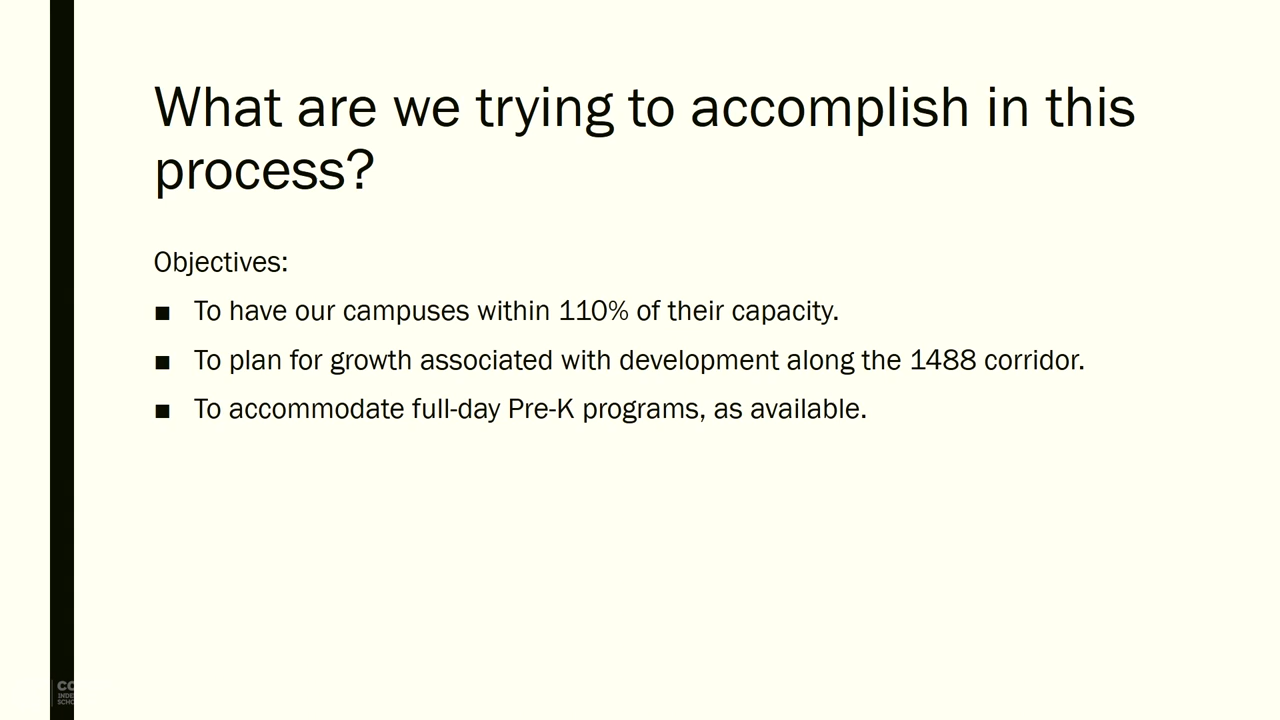 What are we trying to accomplish in this
process?
Objectives:
■ To have our campuses within 110% of their capacity.
■ To plan for growth associated with development along the 1488 corridor.
■ To accommodate full-day Pre-K programs, as available.